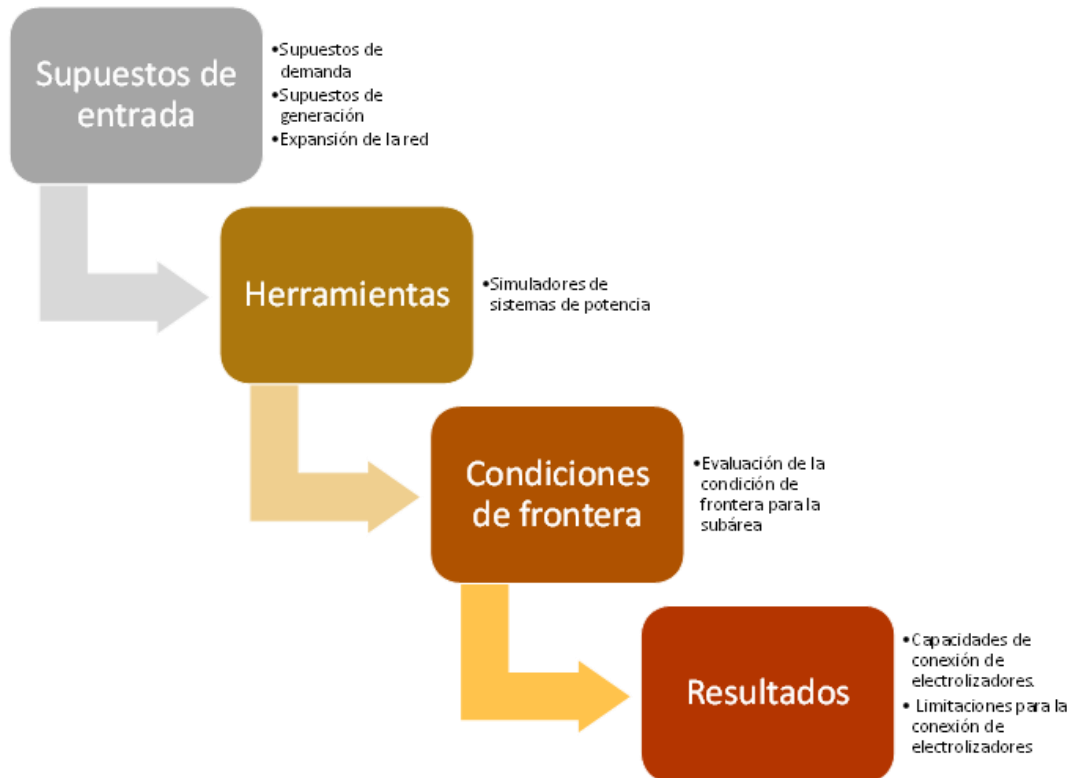 Supuestos de
entrada
•Supuestos de
demanda
•Supuestos de
generación
•Expansión de la red
Herramientas
•Simuladores de
sistemas de potencia
Condiciones
de frontera
•Evaluación de la
condición de
frontera para la
subárea
Resultados
•Capacidades de
conexión de
electrolizadores.
• Limitaciones para la
conexión de
electrolizadores